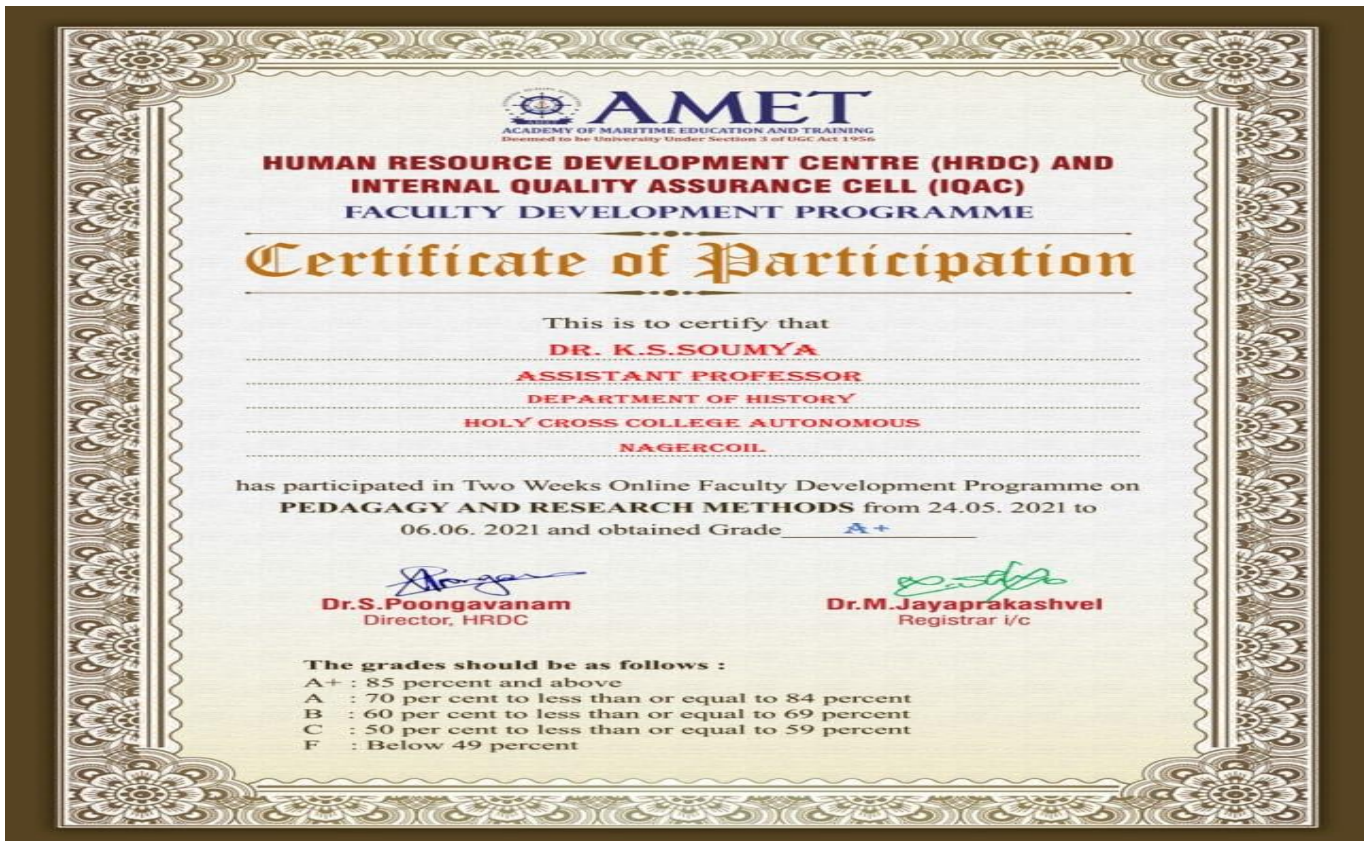 AMET
ACADEMY OF MARITIME EDUCATION AND TRAINING
Deemed to be University Under Section 3 of UGC Act 1956
HUMAN RESOURCE DEVELOPMENT CENTRE (HRDC) AND
INTERNAL QUALITY ASSURANCE CELL (IQAC)
FACULTY DEVELOPMENT PROGRAMME
Certificate of Participation
This is to certify that
DR. K.S.SOUMYA
ASSISTANT PROFESSOR
DEPARTMENT OF HISTORY
HOLY CROSS COLLEGE AUTONOMOUS
NAGERCOIL
has participated in Two Weeks Online Faculty Development Programme on
PEDAGAGY AND RESEARCH METHODS from 24.05. 2021 to
06.06. 2021 and obtained Grade A+
Dr.S.Poongavanam Dr.M.Jayaprakashvel
Director, HRDC Registrar i/c
The grades should be as follows :
A+ : 85 percent and above
A : 70 per cent to less than or equal to 84 percent
B : 60 per cent to less than or equal to 69 percent
C : 50 per cent to less than or equal to 59 percent
F : Below 49 percent